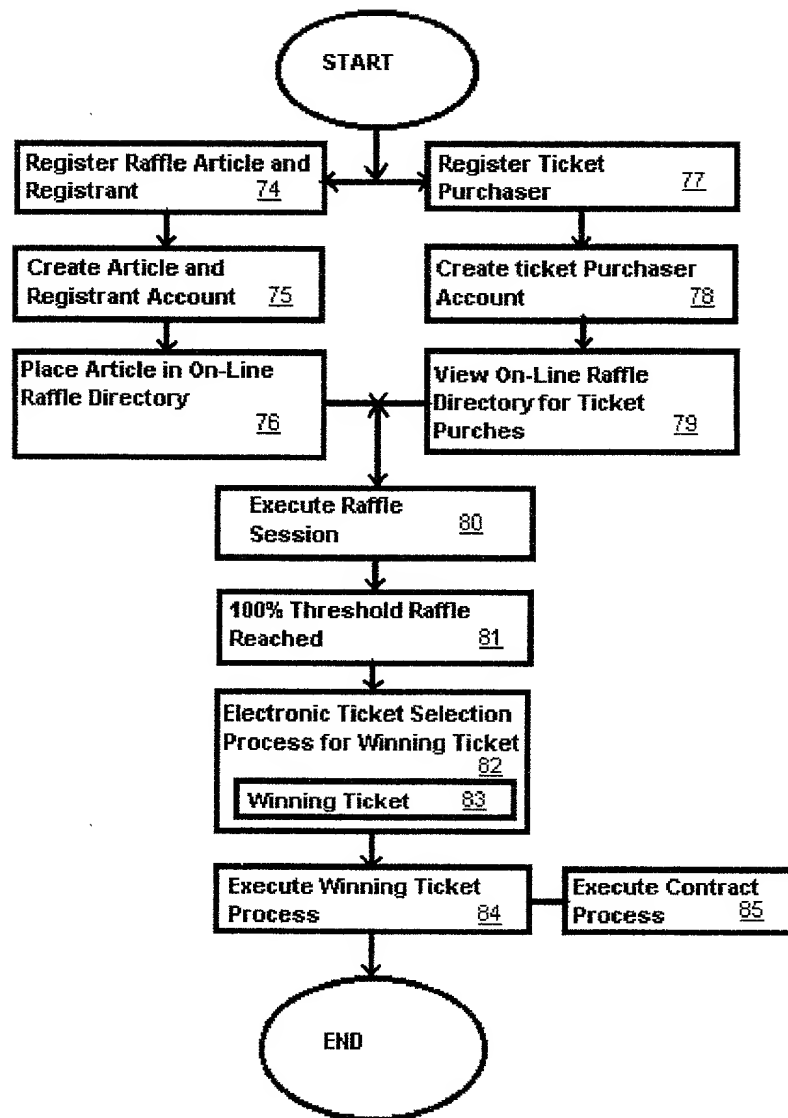 START
Register Raffle Article and
Registrant 74
Register Ticket
Purchaser 77
Create Article and
Registrant Account 75
Create ticket Purchaser
Account 78
Place Article in On-Line
Raffle Directory
76
View On-Line Raffle
Directory for Ticket
Purches 79
Execute Raffle
Session 80
100% Threshold Raffle
Reached 81
Electronic Ticket Selection
Process for Winning Ticket
82
Winning Ticket 83
Execute Winning Ticket
Process 84
Execute Contract
Process 85
END